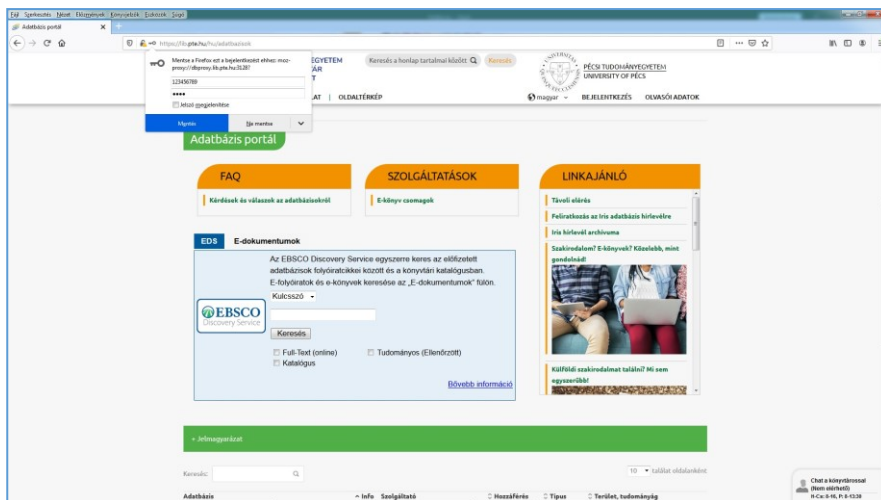 Fájl Szerkesztés Nézet Előzmények Könyvjelzők Eszközök Súgó
Adatbázis portál
https://lib.pte.hu/hu/adatbazisok
Mentse a Firefox ezt a bejelentkezést ehhez: moz-
proxy://dbproxy.lib.pte.hu:3128?
123456789
Jelszó megjelenítése
Mentés
Ne mentse
EGYETEM
ÁR
T
Keresés a honlap tartalmai között
Keresés
PÉCSI TUDOMÁNYEGYETEM
UNIVERSITY OF PÉCS
LAT | OLDALTÉRKÉP
magyar
BEJELENTKEZÉS OLVASÓI ADATOK
Adatbázis portál
FAQ
Kérdések és válaszok az adatbázisokról
SZOLGÁLTATÁSOK
E-könyv csomagok
LINKAJÁNLÓ
Távoli elérés
Feliratkozás az Iris adatbázis hírlevélre
Iris hírlevél archívuma
Szakirodalom? E-könyvek? Közelebb, mint
gondolnád!
Külföldi szakirodalmat találni? Mi sem
egyszerűbb!
EDS E-dokumentumok
Az EBSCO Discovery Service egyszerre keres az előfizetett
adatbázisok folyóiratcikkei között és a könyvtári katalógusban.
E-folyóiratok és e-könyvek keresése az „E-dokumentumok” fülön.
Kulcsszó
EBSCO
Discovery Service
Keresés
Full-Text (online)
Tudományos (Ellenőrzött)
Katalógus
Bővebb információ
» Jelmagyarázat
Keresés:
10 találat oldalanként
Adatbázis Info Szolgáltató Hozzáférés Típus Terület, tudományág
Chat a könyvtárossal
(Nem elérhető)
H-Cs: 8-16, P: 8-13:30